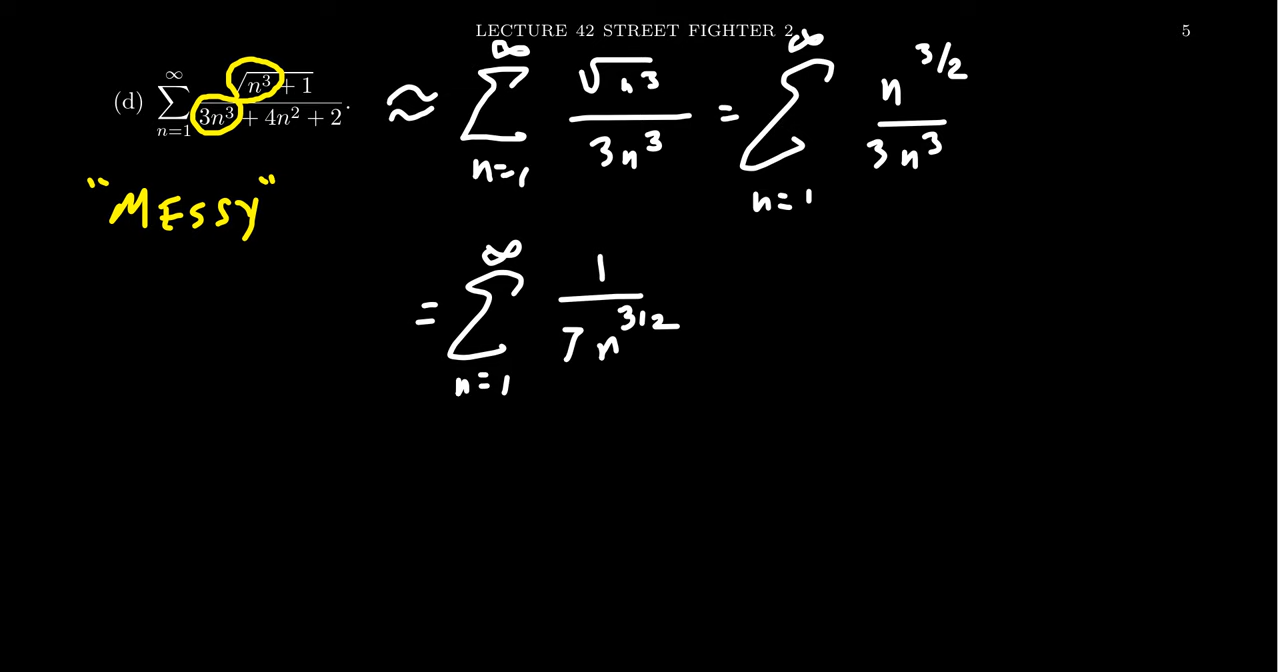 LECTURE 42 STREET FIGHTER 2 5
(d) ∑_{n=1}^{∞} √(n³ + 1) / (3n³ + 4n² + 2). ≈ ∑_{n=1}^{∞} √(n³) / (3n³) = ∑_{n=1}^{∞} n^{3/2} / (3n³)
"MESSY"
= ∑_{n=1}^{∞} 1 / (7n^{3/2})